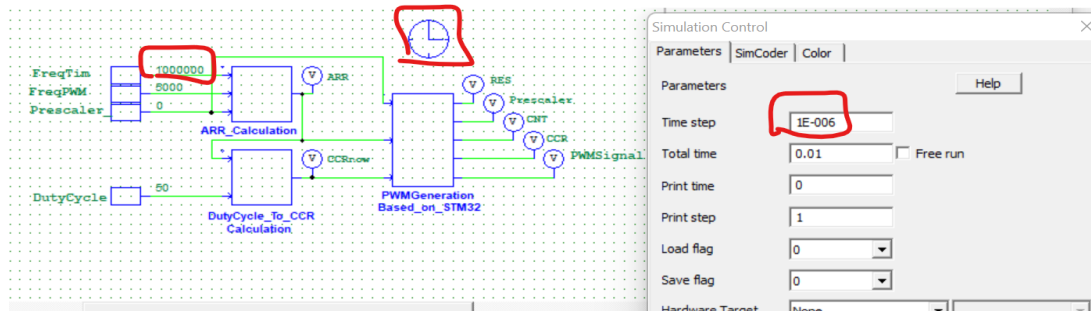 Simulation Control
Parameters SimCoder Color
Parameters
Help
Time step 1E-006
Total time 0.01 Free run
Print time 0
Print step 1
Load flag 0
Save flag 0
Hardware Target None
FreqTim 1000000
FreqPWM 5000
Prescaler_ 0
* V ARR
ARR_Calculation
* V CCRnow
DutyCycle 50
DutyCycle_To_CCR
Calculation
PWMGeneration
Based_on_STM32
V RES
V Prescaler
V CNT
V CCR
V PWMSignal